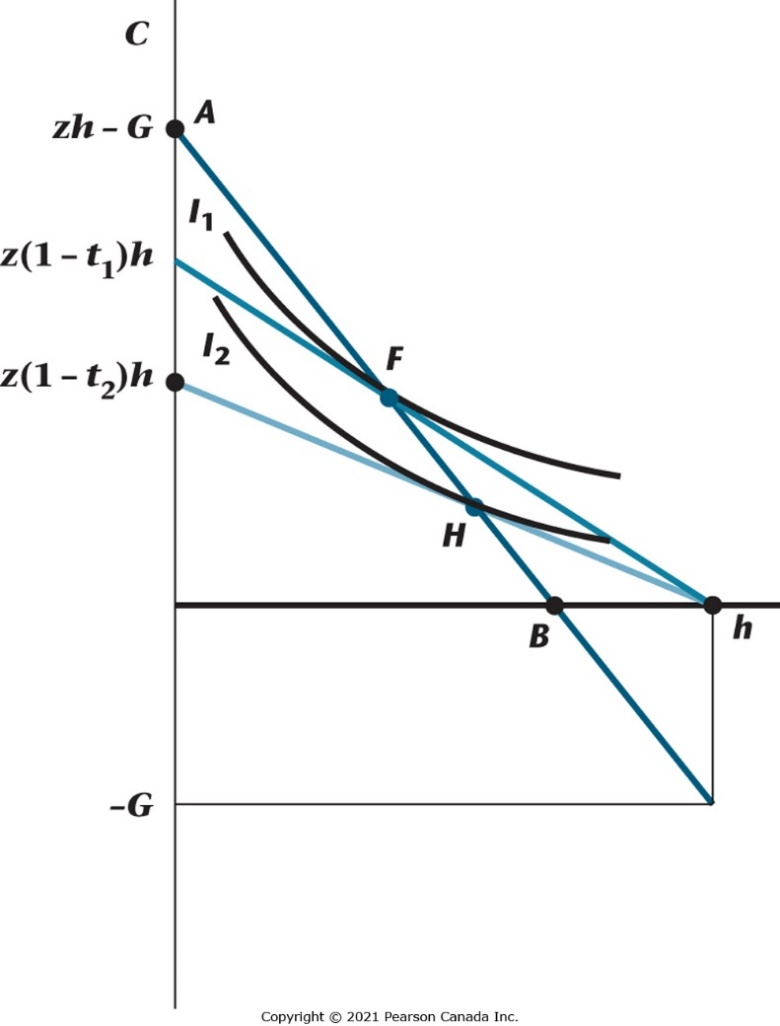 C
zh – G
A
I₁
z(1 – t₁)h
I₂
F
z(1 – t₂)h
H
B
h
–G
Copyright © 2021 Pearson Canada Inc.